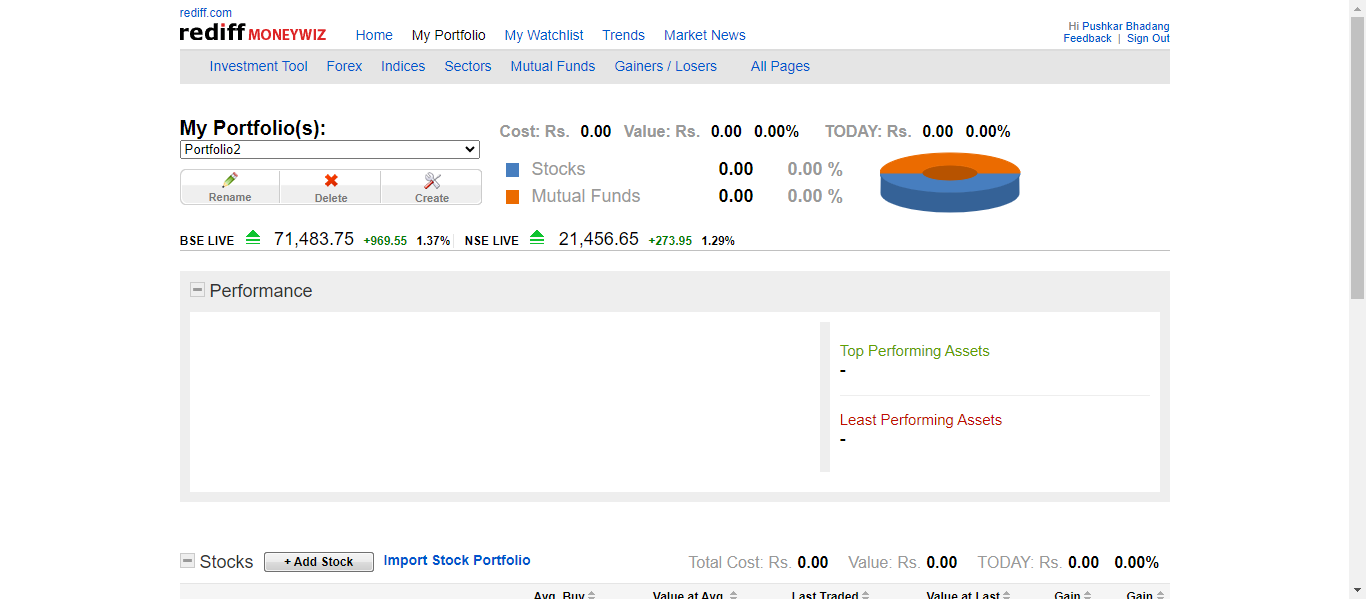 rediff.com
rediff MONEYWIZ Home My Portfolio My Watchlist Trends Market News
Hi Pushkar Bhadang
Feedback | Sign Out
Investment Tool Forex Indices Sectors Mutual Funds Gainers / Losers All Pages
My Portfolio(s):
Portfolio2
Rename Delete Create
Cost: Rs. 0.00 Value: Rs. 0.00 0.00% TODAY: Rs. 0.00 0.00%
Stocks 0.00 0.00 %
Mutual Funds 0.00 0.00 %
BSE LIVE 71,483.75 +969.55 1.37% NSE LIVE 21,456.65 +273.95 1.29%
Performance
Top Performing Assets
-
Least Performing Assets
-
Stocks + Add Stock Import Stock Portfolio Total Cost: Rs. 0.00 Value: Rs. 0.00 TODAY: Rs. 0.00 0.00%
Avg. Buy Value at Avg. Last Traded Value at Last Gain Gain